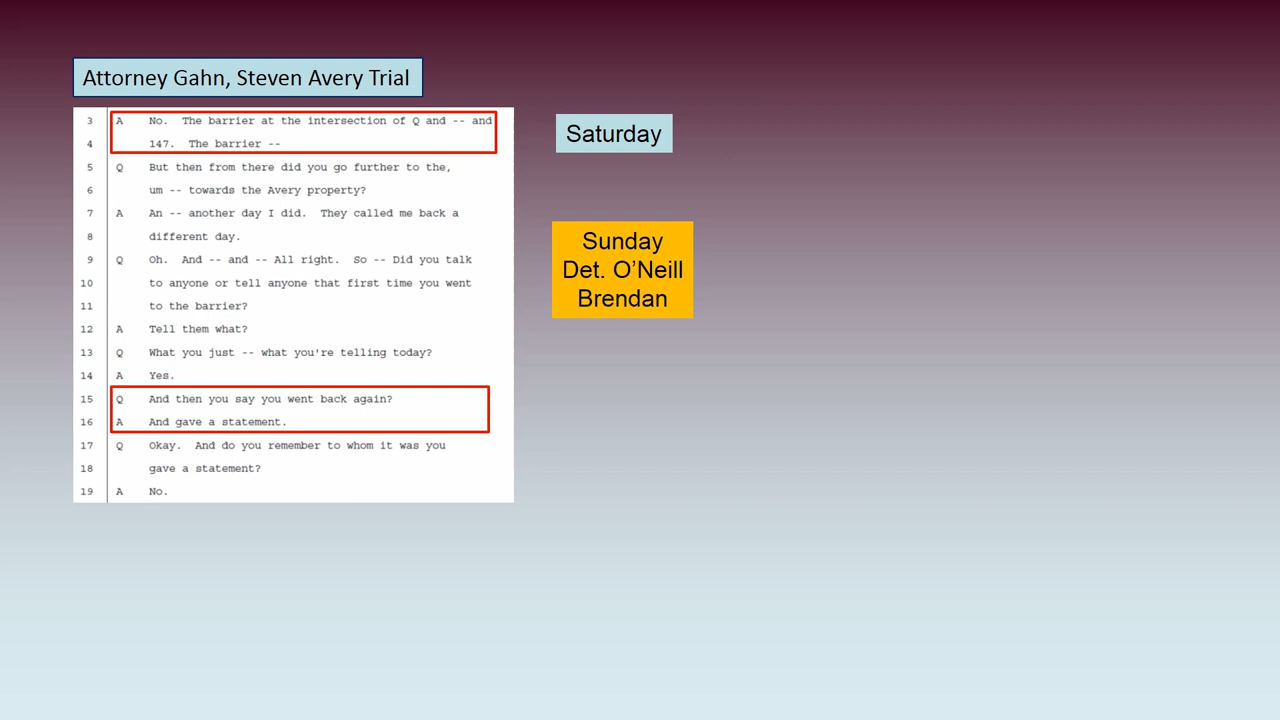 Attorney Gahn, Steven Avery Trial
3 A No. The barrier at the intersection of Q and -- and
4 147. The barrier --
5 Q But then from there did you go further to the,
6 um -- towards the Avery property?
7 A An -- another day I did. They called me back a
8 different day.
9 Q Oh. And -- and -- All right. So -- Did you talk
10 to anyone or tell anyone that first time you went
11 to the barrier?
12 A Tell them what?
13 Q What you just -- what you're telling today?
14 A Yes.
15 Q And then you say you went back again?
16 A And gave a statement.
17 Q Okay. And do you remember to whom it was you
18 gave a statement?
19 A No.
Saturday
Sunday
Det. O’Neill
Brendan